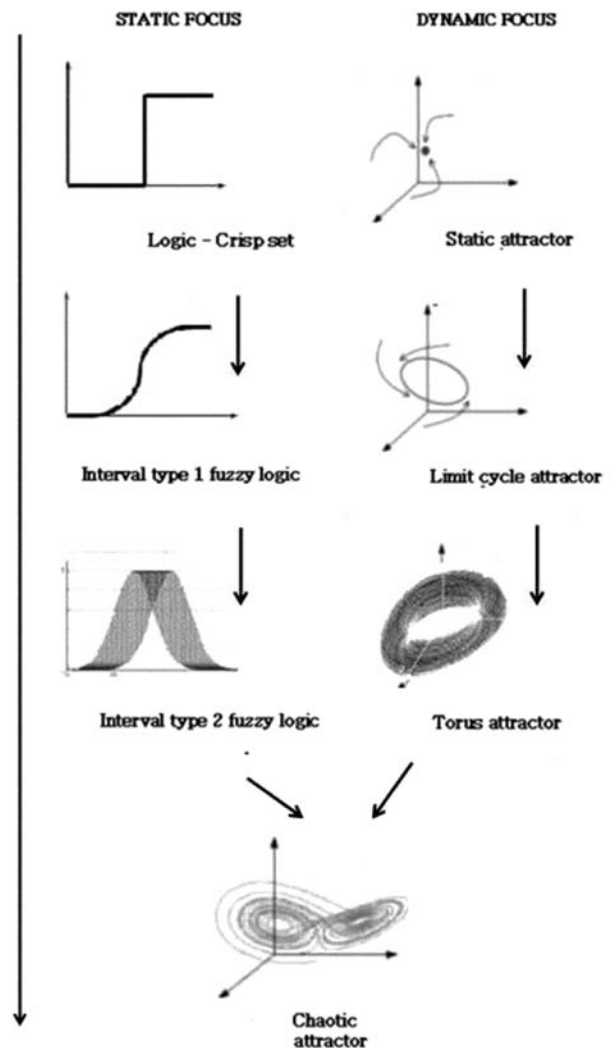 STATIC FOCUS
DYNAMIC FOCUS
Logic – Crisp set
Static attractor
Interval type 1 fuzzy logic
Limit cycle attractor
Interval type 2 fuzzy logic
Torus attractor
Chaotic
attractor